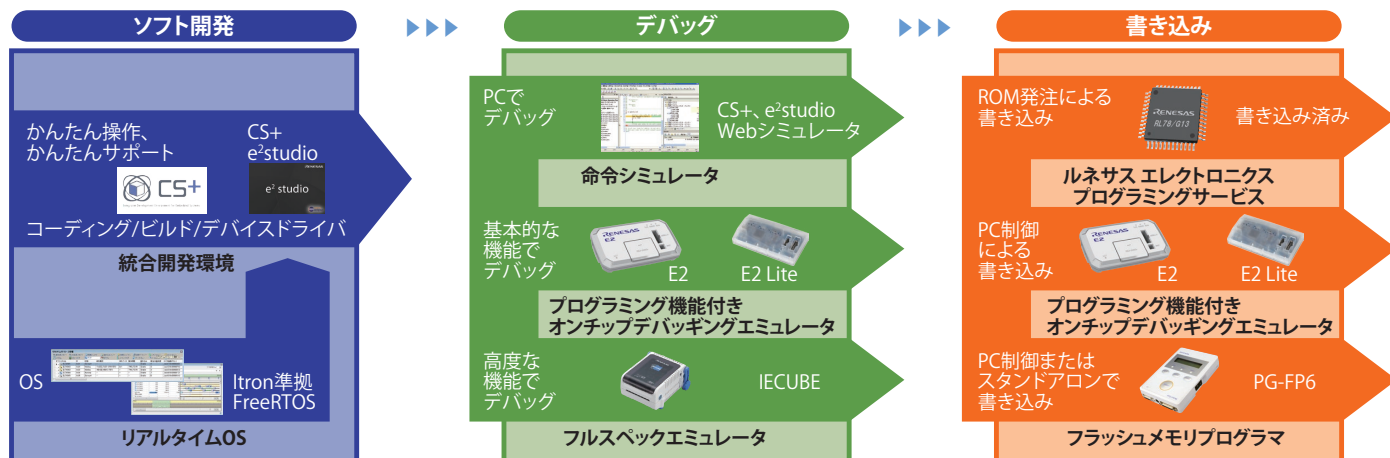 ソフト開発
かんたん操作、
かんたんサポート
CS+
e²studio
CS+
RENESAS
e² studio
コーディング/ビルド/デバイスドライバ
統合開発環境
OS
Itron準拠
FreeRTOS
リアルタイムOS
デバッグ
PCで
デバッグ
CS+、e²studio
Webシミュレータ
命令シミュレータ
基本的な
機能で
デバッグ
RENESAS
E2
E2
E2 Lite
プログラミング機能付き
オンチップデバッギングエミュレータ
高度な
機能で
デバッグ
IECUBE
フルスペックエミュレータ
書き込み
ROM発注による
書き込み
RENESAS
RL78/G13
書き込み済み
ルネサス エレクトロニクス
プログラミングサービス
PC制御
による
書き込み
RENESAS
E2
E2
E2 Lite
プログラミング機能付き
オンチップデバッギングエミュレータ
PC制御または
スタンドアロンで
書き込み
PG-FP6
フラッシュメモリプログラマ